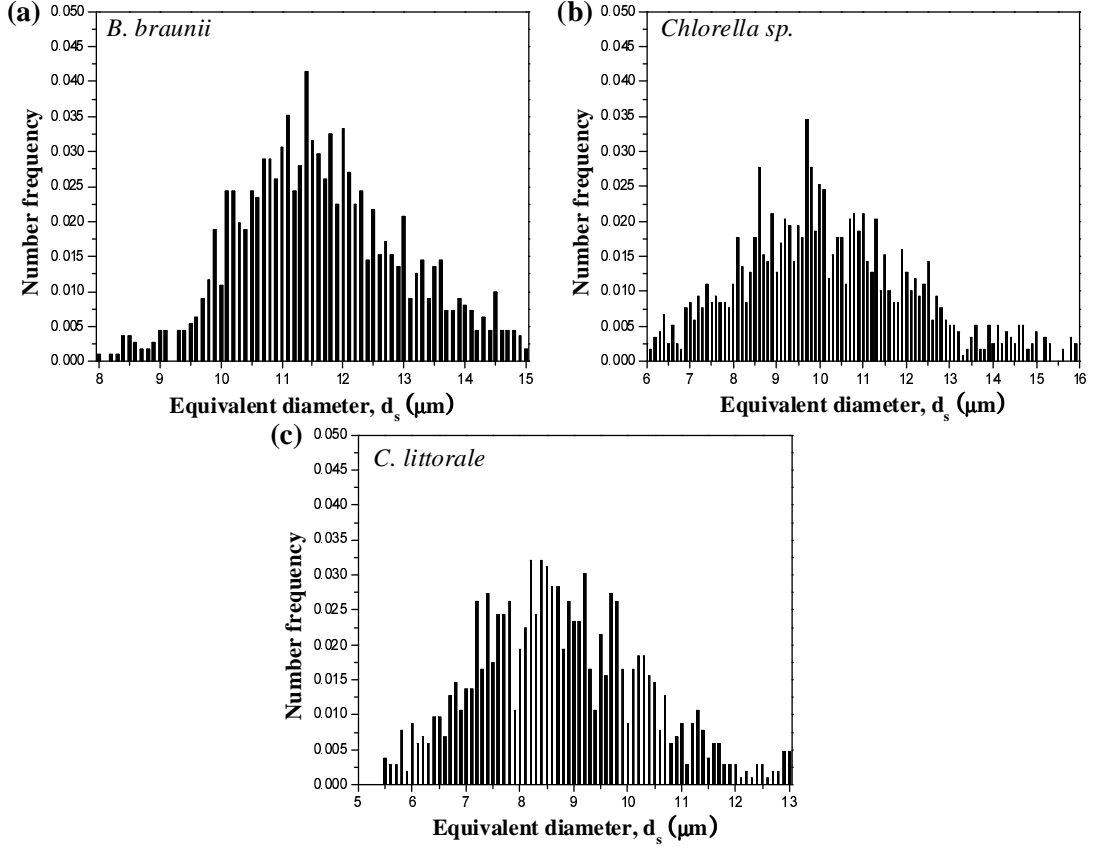 (a)
B. braunii
0.050
0.045
0.040
0.035
0.030
0.025
0.020
0.015
0.010
0.005
0.000
Number frequency
8 9 10 11 12 13 14 15
Equivalent diameter, ds (μm)
(b)
Chlorella sp.
0.050
0.045
0.040
0.035
0.030
0.025
0.020
0.015
0.010
0.005
0.000
Number frequency
6 7 8 9 10 11 12 13 14 15 16
Equivalent diameter, ds (μm)
(c)
C. littorale
0.050
0.045
0.040
0.035
0.030
0.025
0.020
0.015
0.010
0.005
0.000
Number frequency
5 6 7 8 9 10 11 12 13
Equivalent diameter, ds (μm)